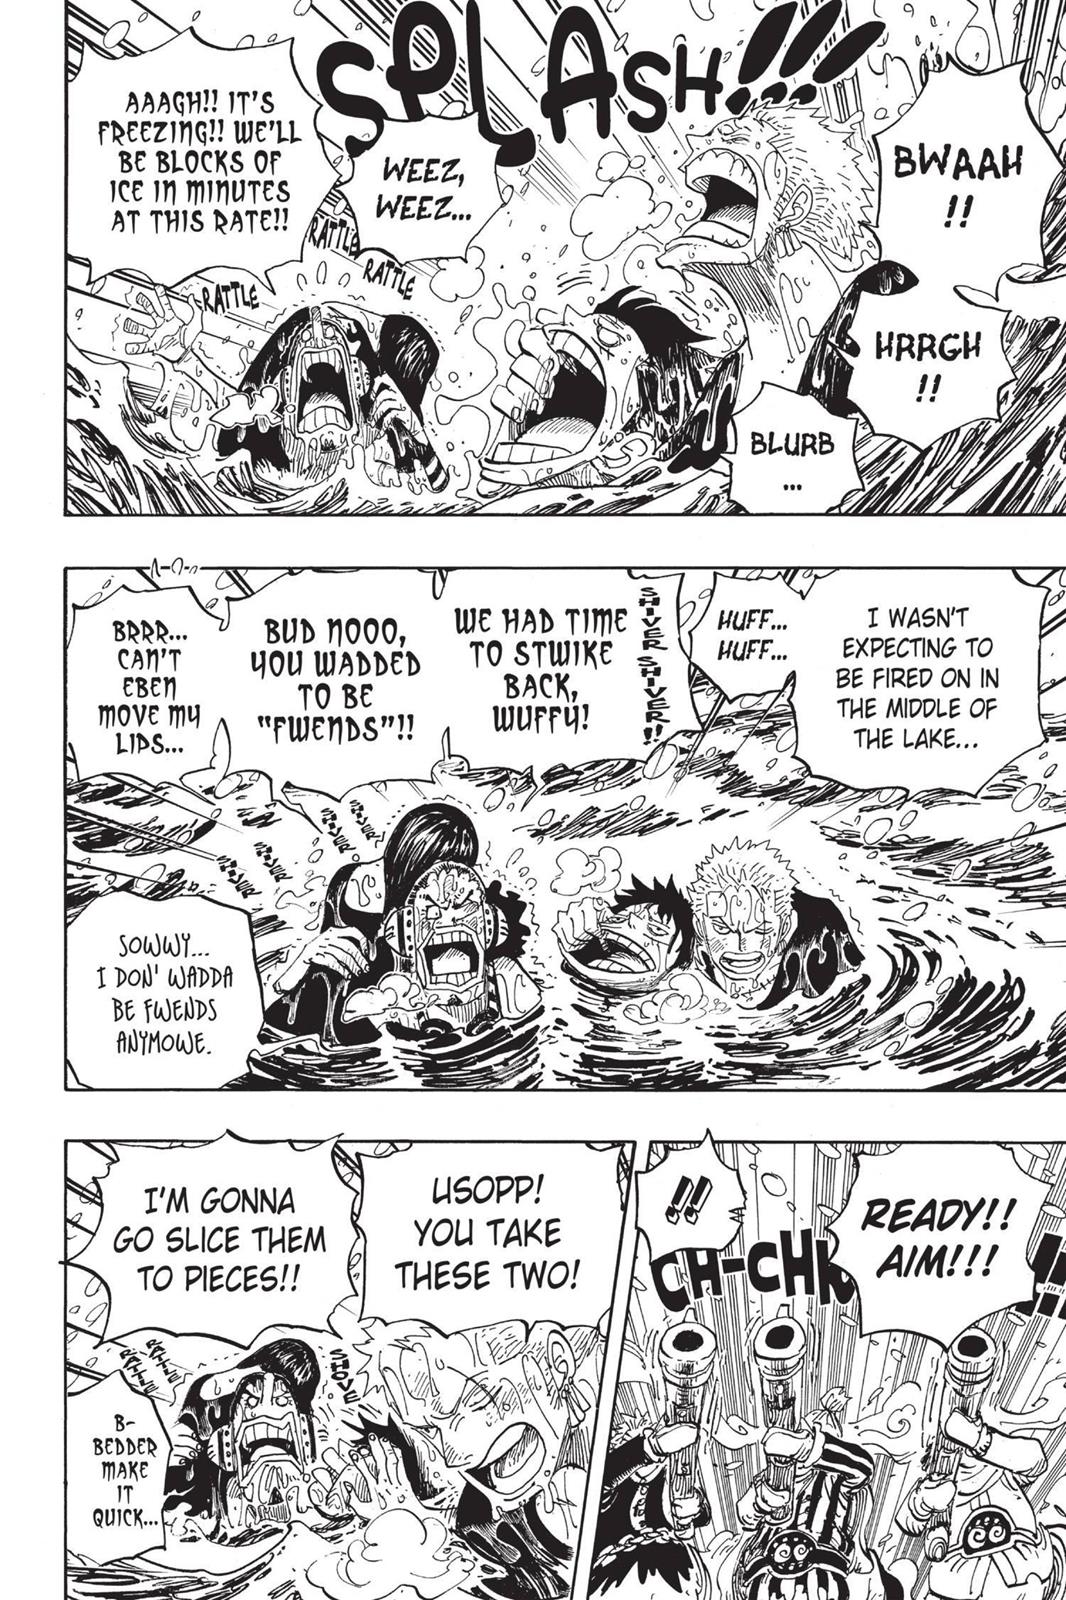 SPLASH!!!
BWAAH
!!
HRRGH
!!
BLURB
...
WEEZ,
WEEZ...
AAAGH!! IT'S
FREEZING!! WE'LL
BE BLOCKS OF
ICE IN MINUTES
AT THIS RATE!!
RATTLE
RATTLE
RATTLE
I WASN'T
EXPECTING TO
BE FIRED ON IN
THE MIDDLE OF
THE LAKE...
HUFF...
HUFF...
SHIVER SHIVER!!
WE HAD TIME
TO STWIKE
BACK,
WUFFY!
BUD NOOO,
YOU WADDED
TO BE
"FWENDS"!!
BRRR...
CAN'T
EBEN
MOVE MY
LIPS...
SOWWY...
I DON' WADDA
BE FWENDS
ANYMOWE.
READY!!
AIM!!!
!!
CH-CHK
!!
USOPP!
YOU TAKE
THESE TWO!
I'M GONNA
GO SLICE THEM
TO PIECES!!
SHOVE
RATTLE
RATTLE
B-
BEDDER
MAKE
IT
QUICK...